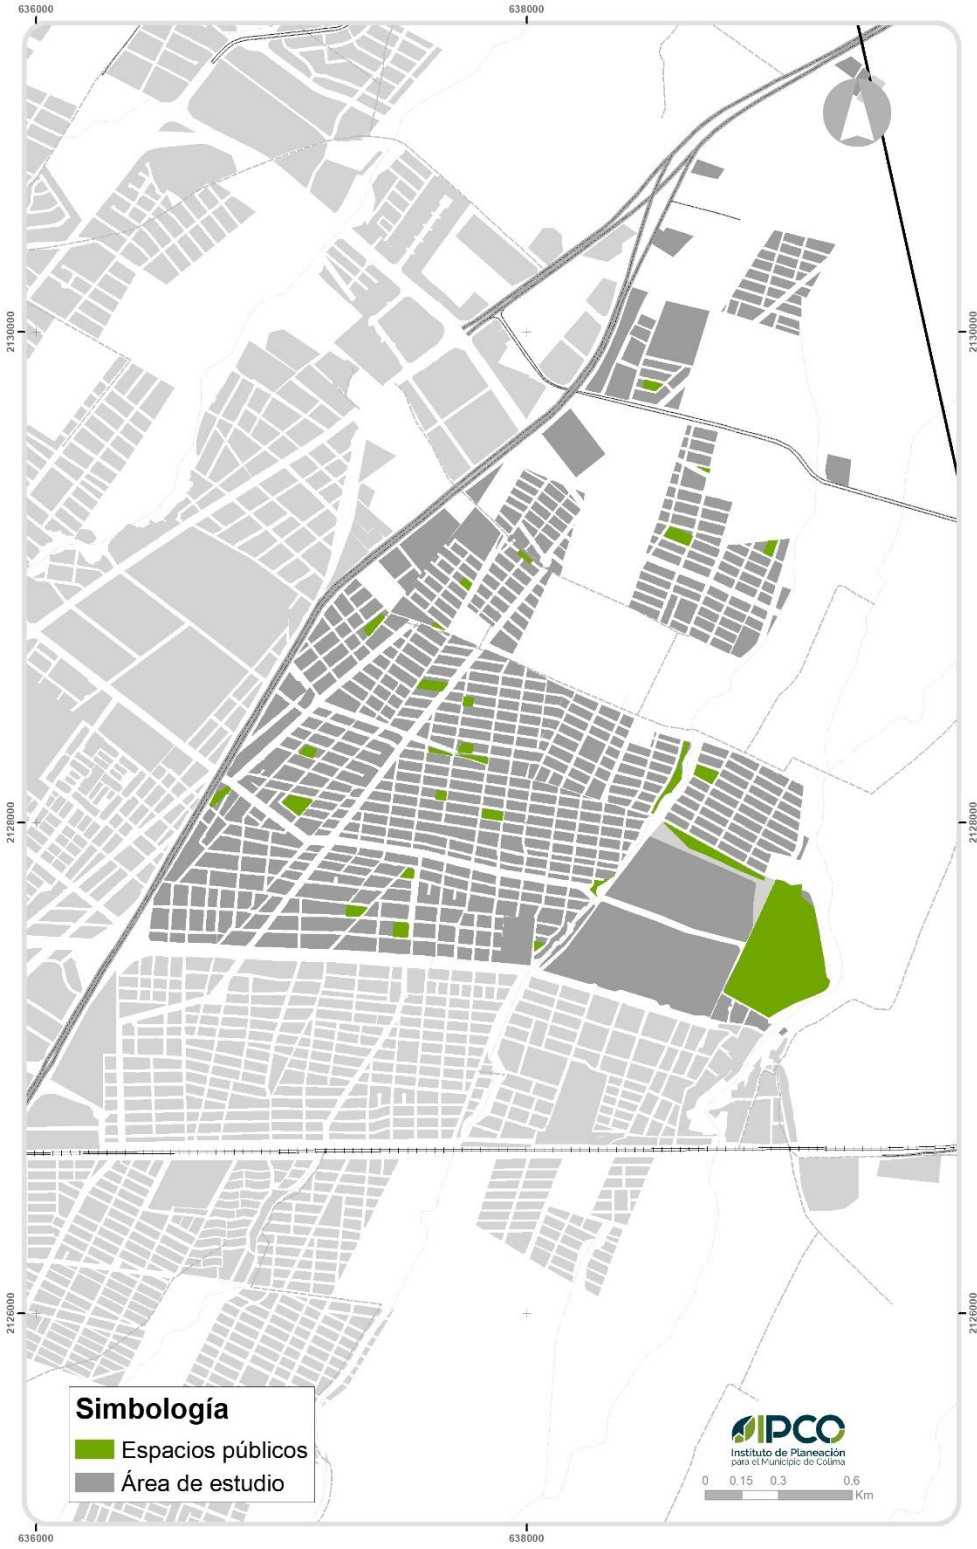 636000
638000
2130000
2130000
2128000
2128000
2126000
2126000
Simbología
Espacios públicos
Área de estudio
IPCO
Instituto de Planeación
para el Municipio de Colima
0 0.15 0.3 0.6
Km
636000
638000